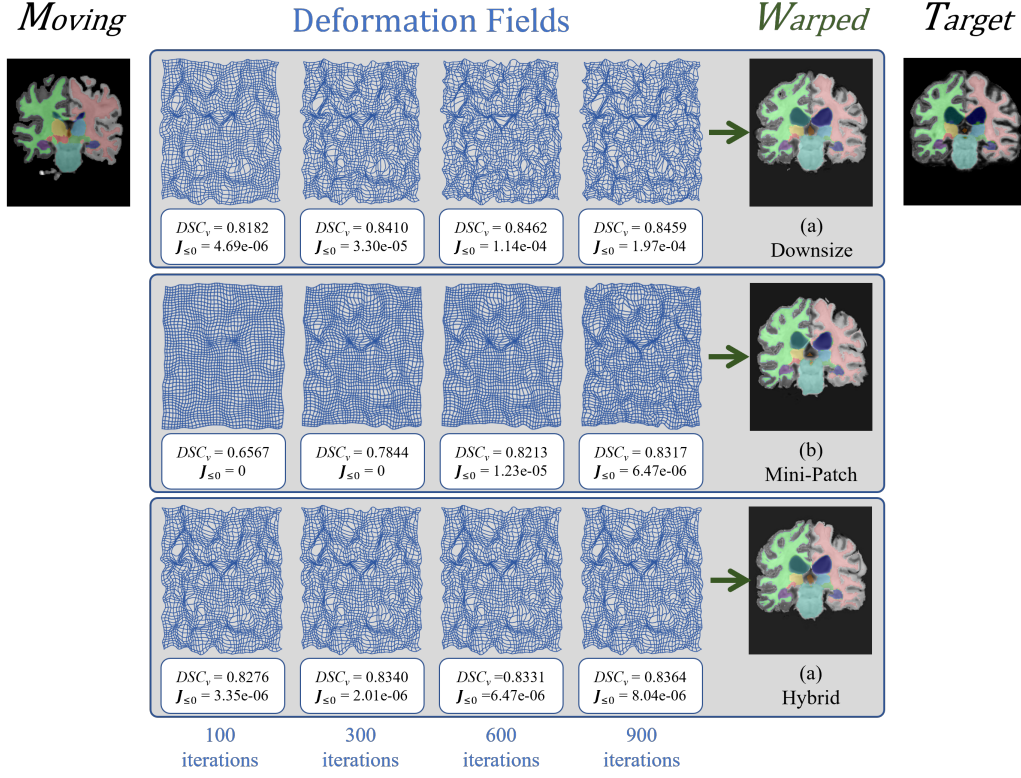 Moving
Deformation Fields
Warped
Target
DSCv = 0.8182
J≤0 = 4.69e-06
DSCv = 0.8410
J≤0 = 3.30e-05
DSCv = 0.8462
J≤0 = 1.14e-04
DSCv = 0.8459
J≤0 = 1.97e-04
(a)
Downsize
DSCv = 0.6567
J≤0 = 0
DSCv = 0.7844
J≤0 = 0
DSCv = 0.8213
J≤0 = 1.23e-05
DSCv = 0.8317
J≤0 = 6.47e-06
(b)
Mini-Patch
DSCv = 0.8276
J≤0 = 3.35e-06
DSCv = 0.8340
J≤0 = 2.01e-06
DSCv =0.8331
J≤0 =6.47e-06
DSCv = 0.8364
J≤0 = 8.04e-06
(a)
Hybrid
100
iterations
300
iterations
600
iterations
900
iterations